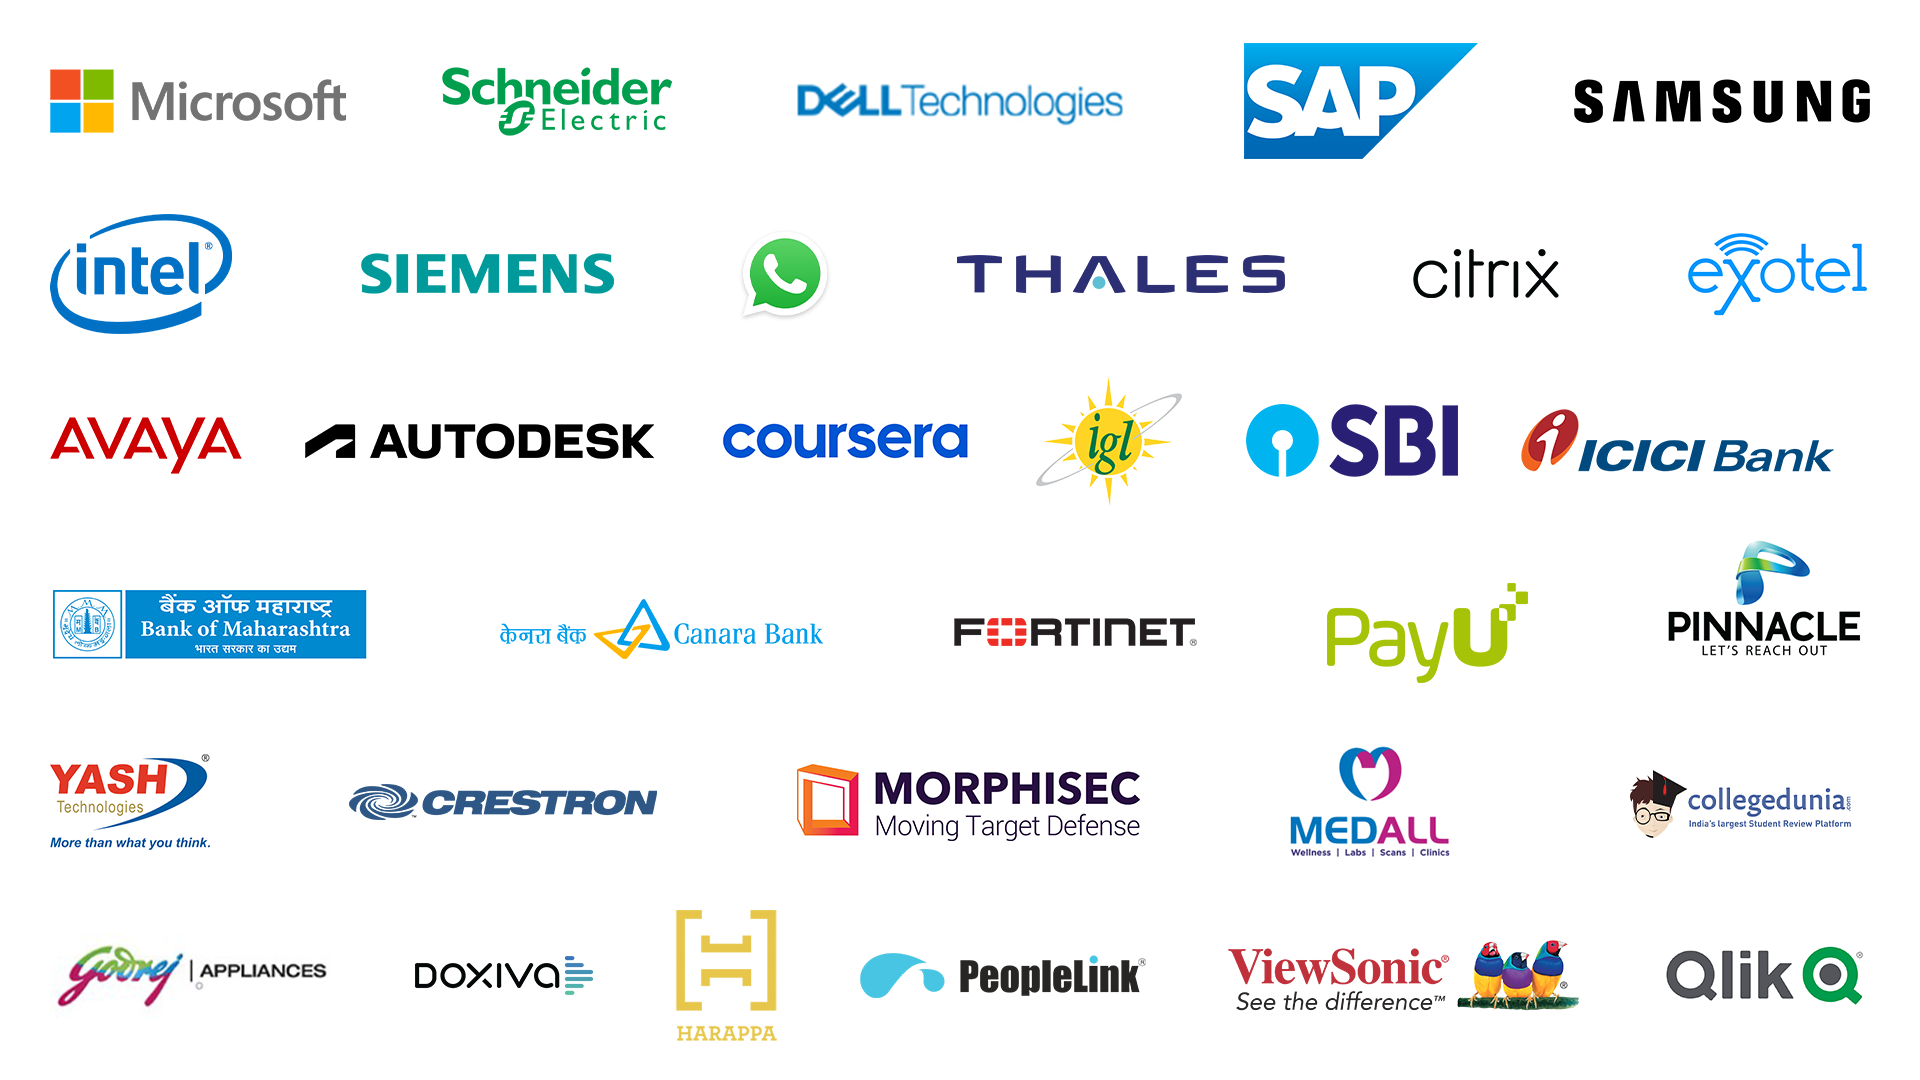 Microsoft
Schneider
Electric
DELL Technologies
SAP
SAMSUNG
intel®
SIEMENS
THALES
citrix
exotel
AVAYA
AUTODESK
coursera
igl
SBI
i ICICI Bank
बैंक ऑफ महाराष्ट्र
Bank of Maharashtra
भारत सरकार का उद्यम
केनरा बैंक Canara Bank
FORTINET®
PayU
PINNACLE
LET'S REACH OUT
YASH®
Technologies
More than what you think.
CRESTRON™
MORPHISEC
Moving Target Defense
MEDALL
Wellness | Labs | Scans | Clinics
collegedunia.com
India's largest Student Review Platform
Godrej | APPLIANCES
DOXIVA
HARAPPA
PeopleLink®
ViewSonic®
See the difference™
Qlik®